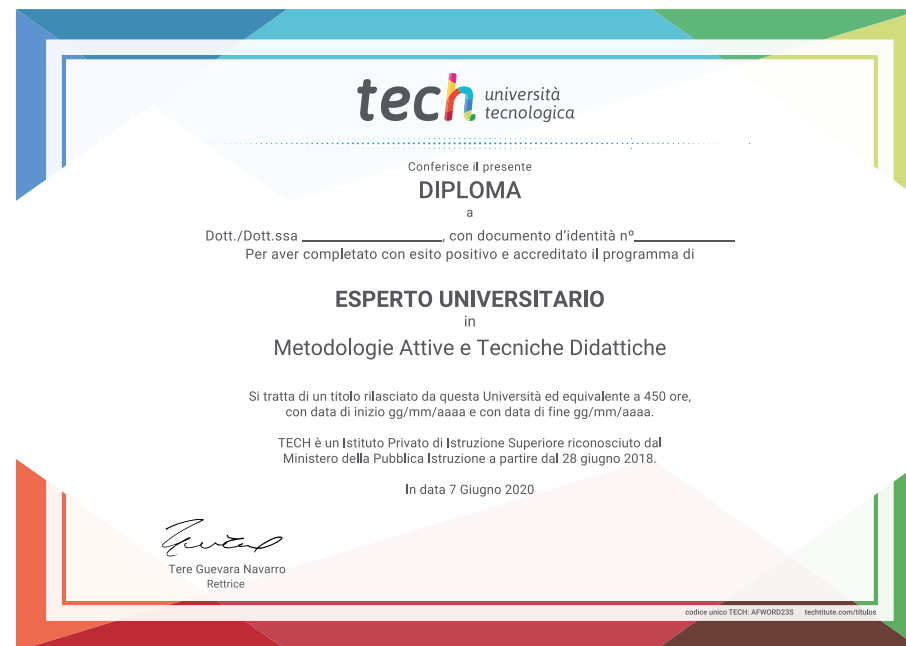 tech università
tecnologica
Conferisce il presente
DIPLOMA
a
Dott./Dott.ssa ____________, con documento d'identità nº____________
Per aver completato con esito positivo e accreditato il programma di
ESPERTO UNIVERSITARIO
in
Metodologie Attive e Tecniche Didattiche
Si tratta di un titolo rilasciato da questa Università ed equivalente a 450 ore,
con data di inizio gg/mm/aaaa e con data di fine gg/mm/aaaa.
TECH è un Istituto Privato di Istruzione Superiore riconosciuto dal
Ministero della Pubblica Istruzione a partire dal 28 giugno 2018.
In data 7 Giugno 2020
Tere Guevara Navarro
Rettrice
codice unico TECH: AFWORD23S techtitute.com/titulos